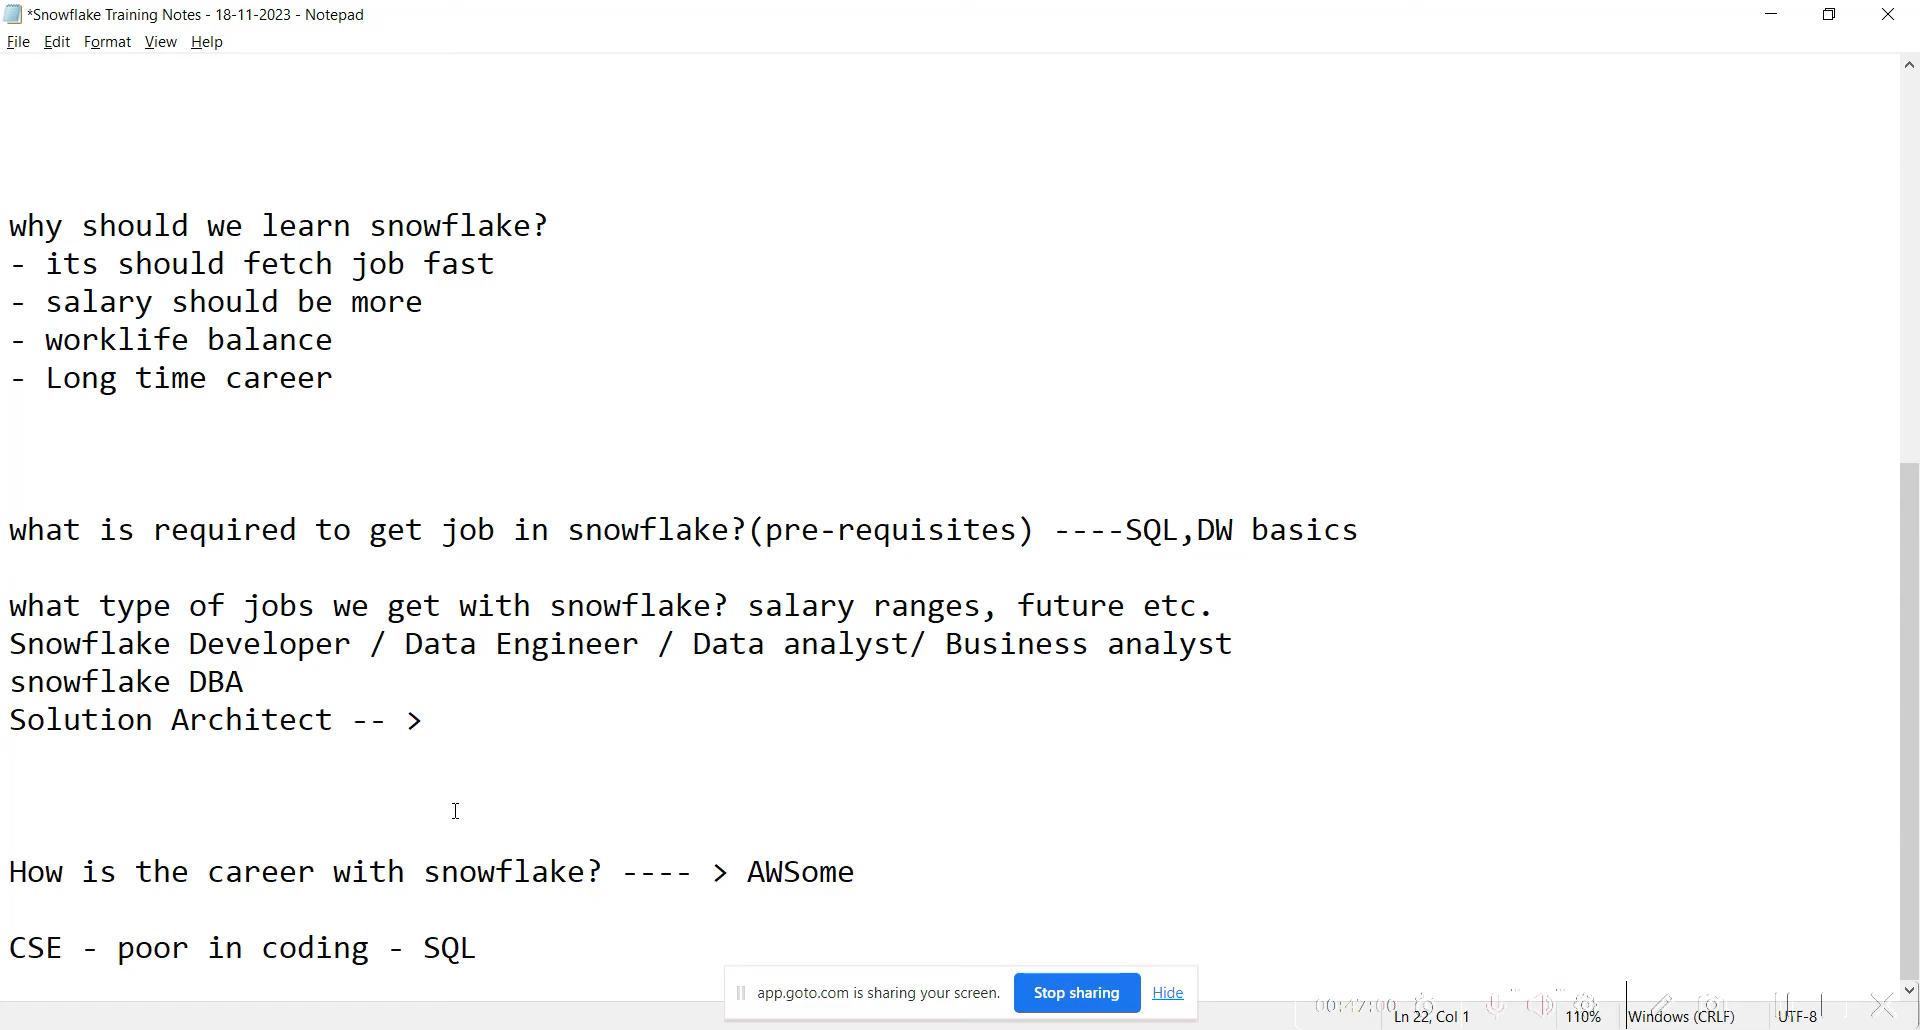 *Snowflake Training Notes - 18-11-2023 - Notepad
File Edit Format View Help
why should we learn snowflake?
- its should fetch job fast
- salary should be more
- worklife balance
- Long time career
what is required to get job in snowflake?(pre-requisites) ----SQL,DW basics
what type of jobs we get with snowflake? salary ranges, future etc.
Snowflake Developer / Data Engineer / Data analyst/ Business analyst
snowflake DBA
Solution Architect -- >
How is the career with snowflake? ---- > AWSome
CSE - poor in coding - SQL
app.goto.com is sharing your screen. Stop sharing Hide
00:47:00
Ln 22, Col 1 110% Windows (CRLF) UTF-8